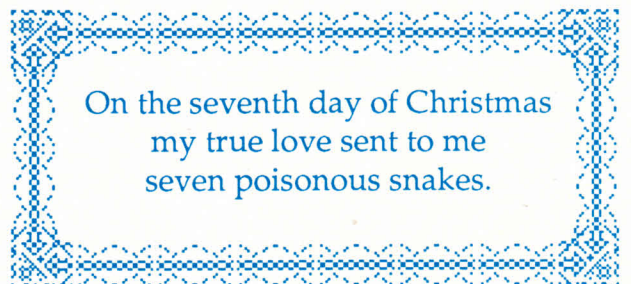 On the seventh day of Christmas
my true love sent to me
seven poisonous snakes.